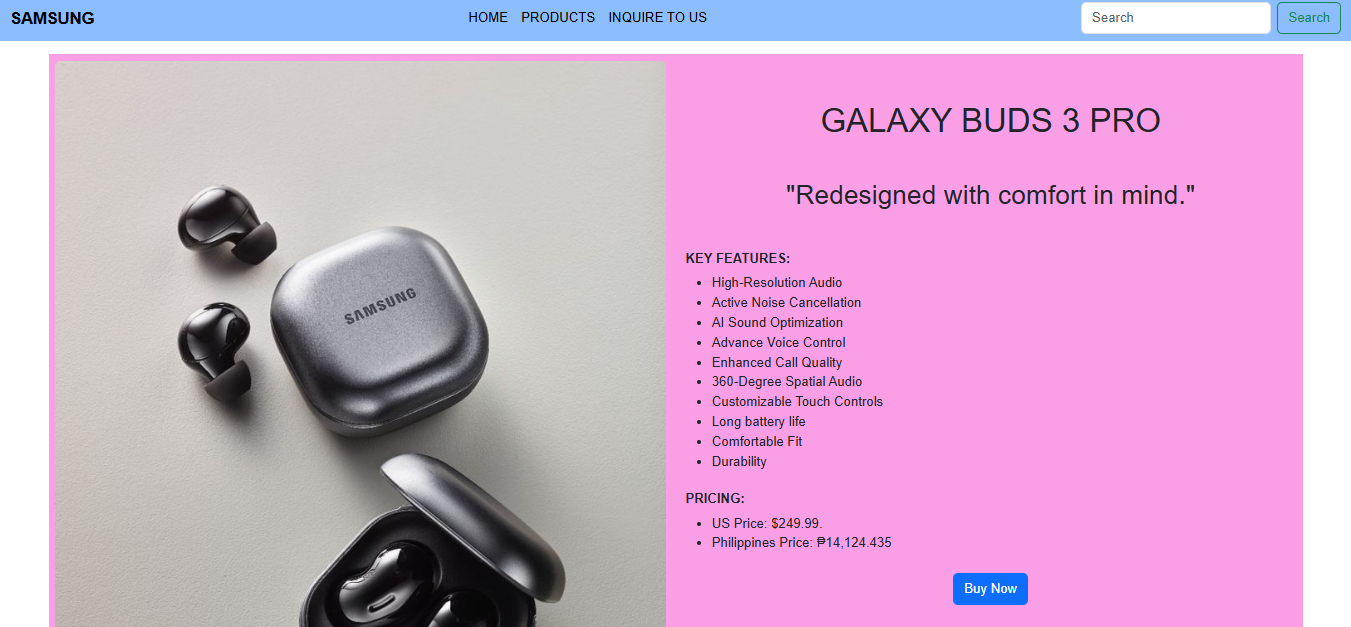 SAMSUNG
HOME PRODUCTS INQUIRE TO US
Search
Search
SAMSUNG
GALAXY BUDS 3 PRO
"Redesigned with comfort in mind."
KEY FEATURES:
• High-Resolution Audio
• Active Noise Cancellation
• AI Sound Optimization
• Advance Voice Control
• Enhanced Call Quality
• 360-Degree Spatial Audio
• Customizable Touch Controls
• Long battery life
• Comfortable Fit
• Durability
PRICING:
• US Price: $249.99.
• Philippines Price: ₱14,124.435
Buy Now